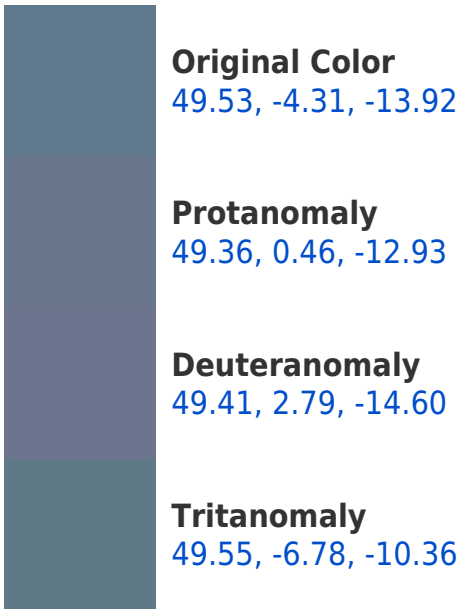 Original Color
49.53, -4.31, -13.92
Protanomaly
49.36, 0.46, -12.93
Deuteranomaly
49.41, 2.79, -14.60
Tritanomaly
49.55, -6.78, -10.36